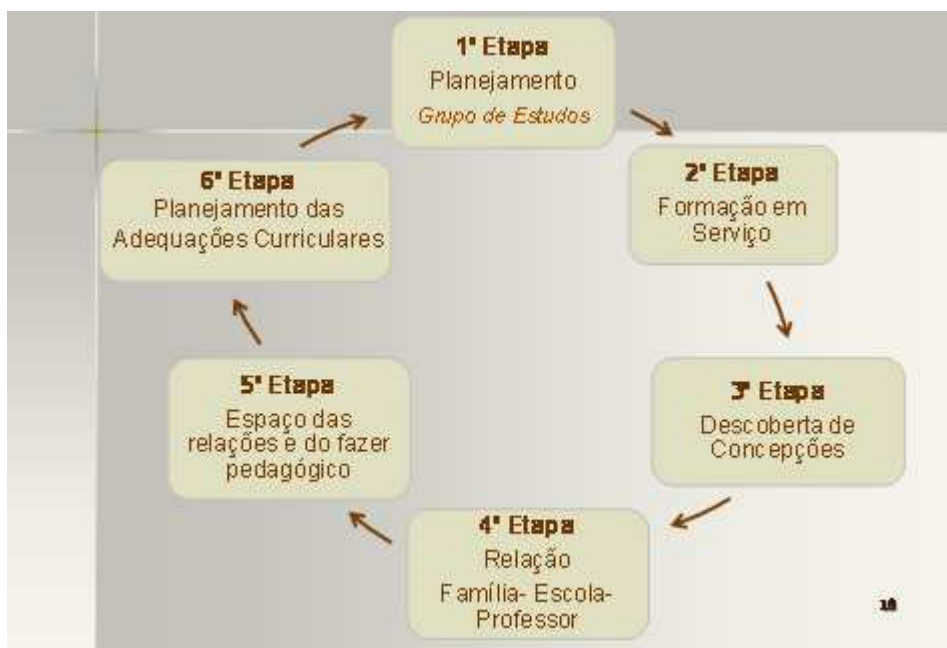 1ª Etapa
Planejamento
Grupo de Estudos
2ª Etapa
Formação em
Serviço
3ª Etapa
Descoberta de
Concepções
4ª Etapa
Relação
Família- Escola-
Professor
5ª Etapa
Espaço das
relações e do fazer
pedagógico
6ª Etapa
Planejamento das
Adequações Curriculares